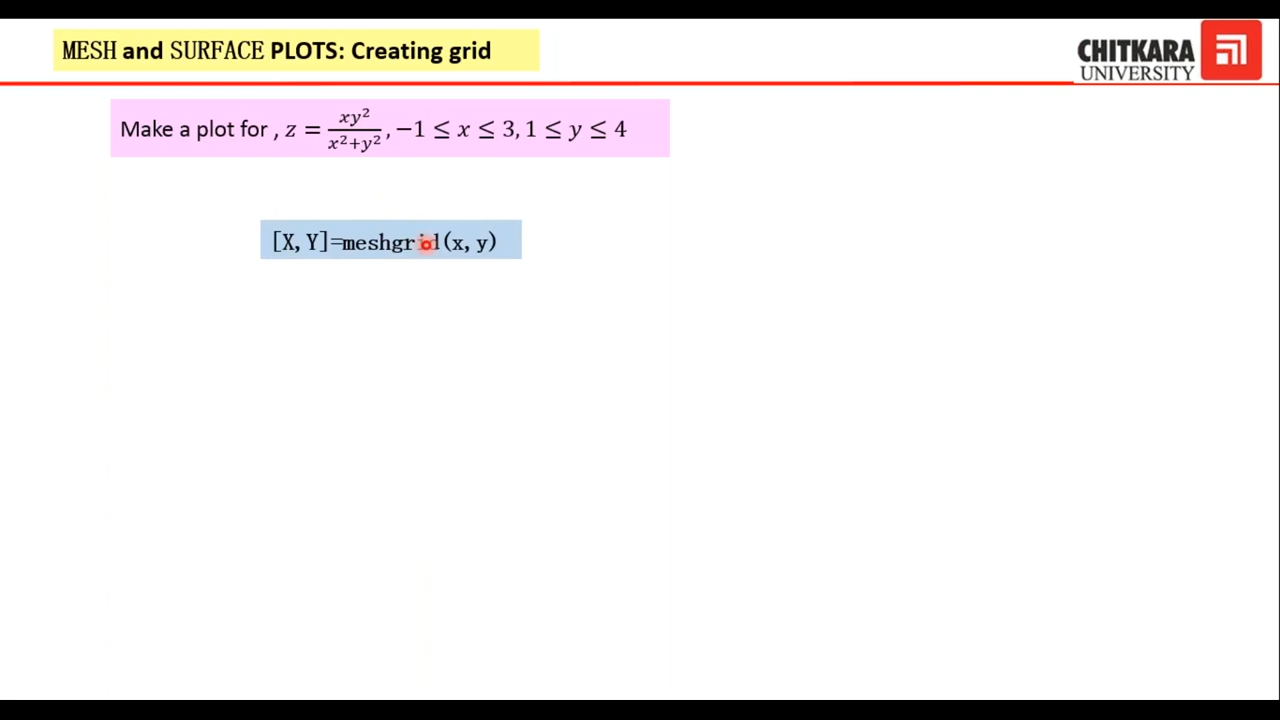 MESH and SURFACE PLOTS: Creating grid
CHITKARA
UNIVERSITY
Make a plot for , z = xy²/x²+y² , −1 ≤ x ≤ 3, 1 ≤ y ≤ 4
[X,Y]=meshgrid(x,y)